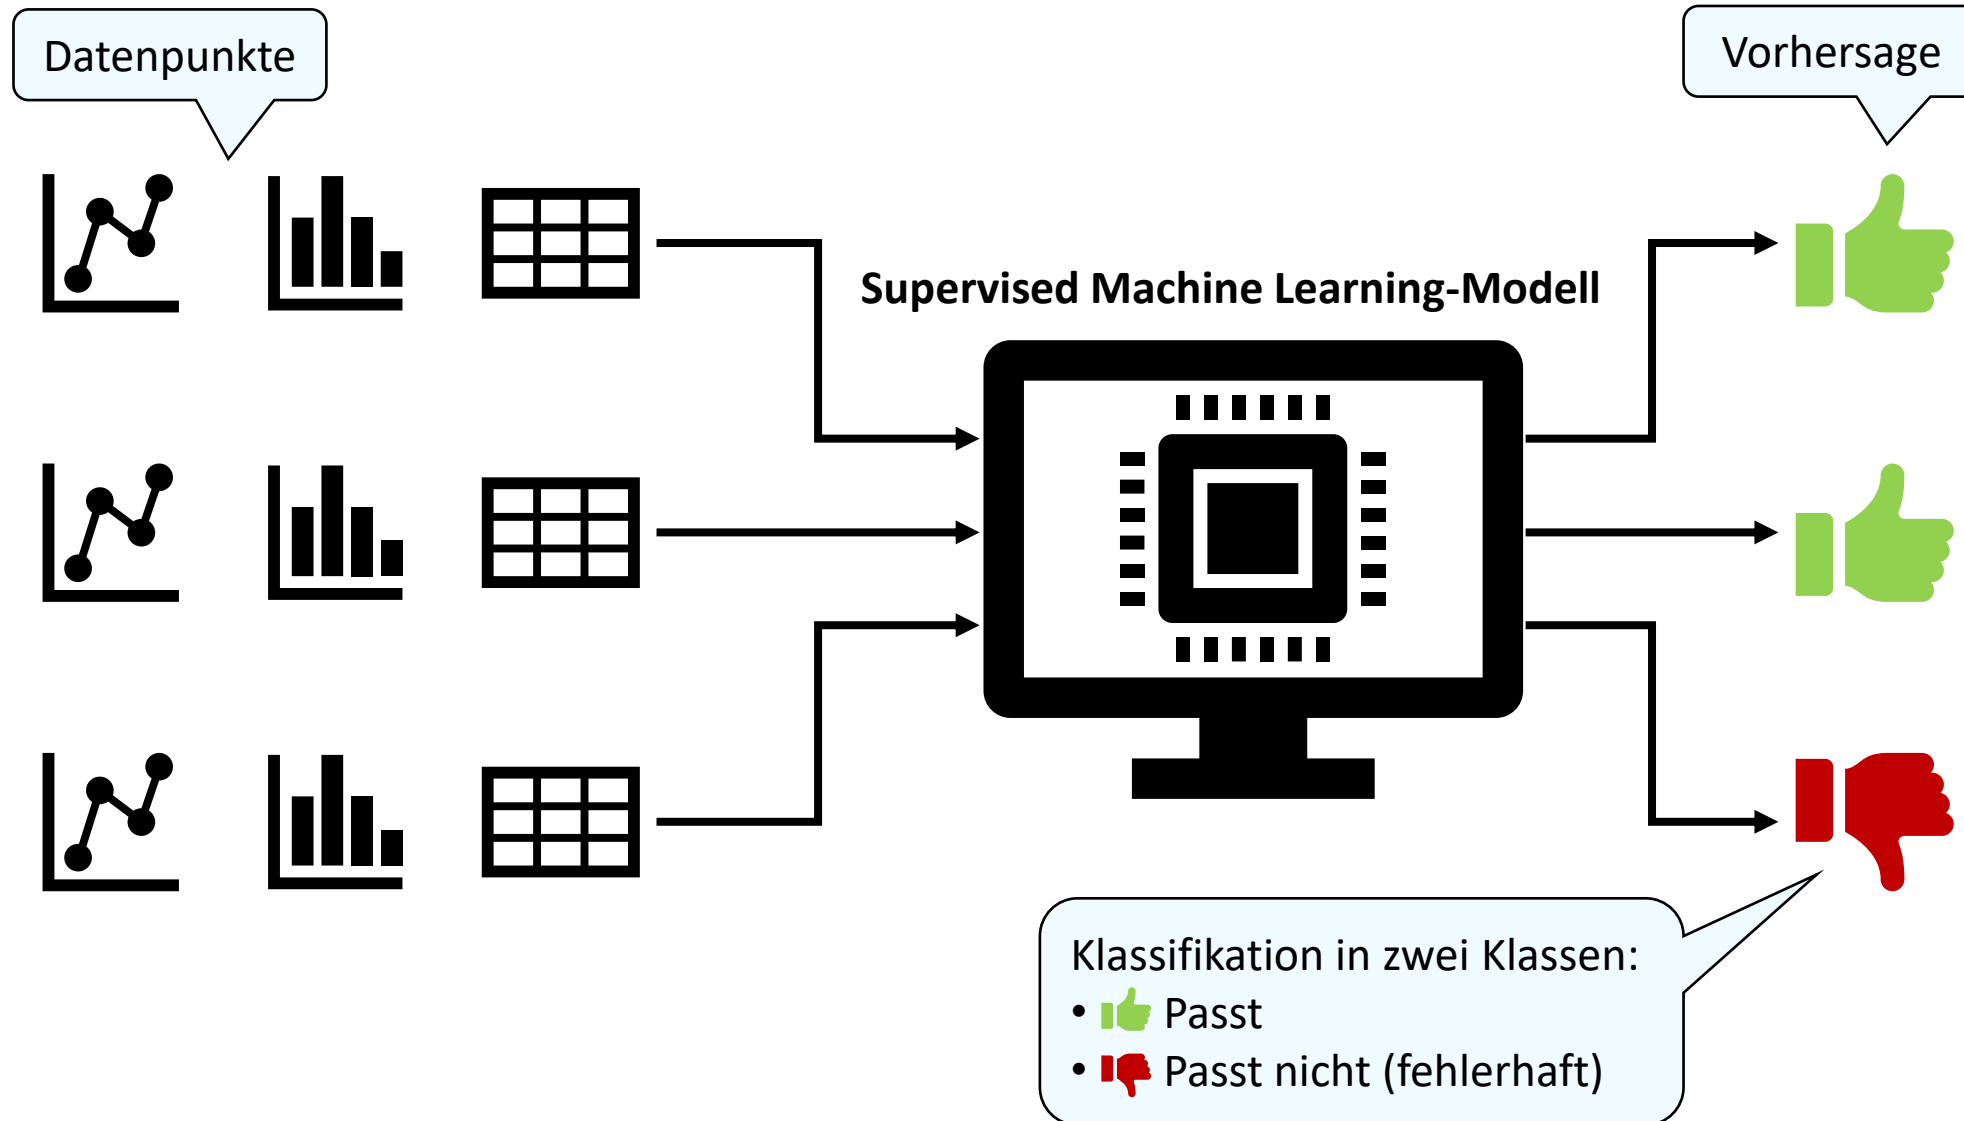 Datenpunkte
Vorhersage
Supervised Machine Learning-Modell
Klassifikation in zwei Klassen:
• Passt
• Passt nicht (fehlerhaft)